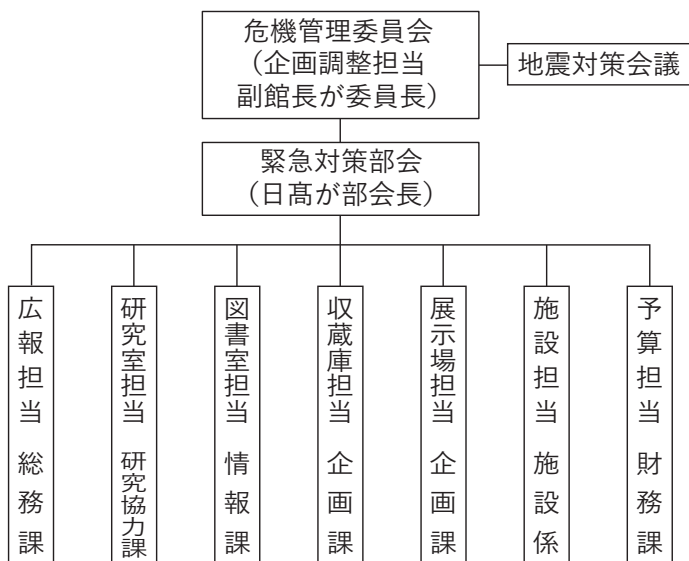 危機管理委員会
（企画調整担当
副館長が委員長）
地震対策会議
緊急対策部会
（日髙が部会長）
広報担当 総務課
研究室担当 研究協力課
図書室担当 情報課
収蔵庫担当 企画課
展示場担当 企画課
施設担当 施設係
予算担当 財務課